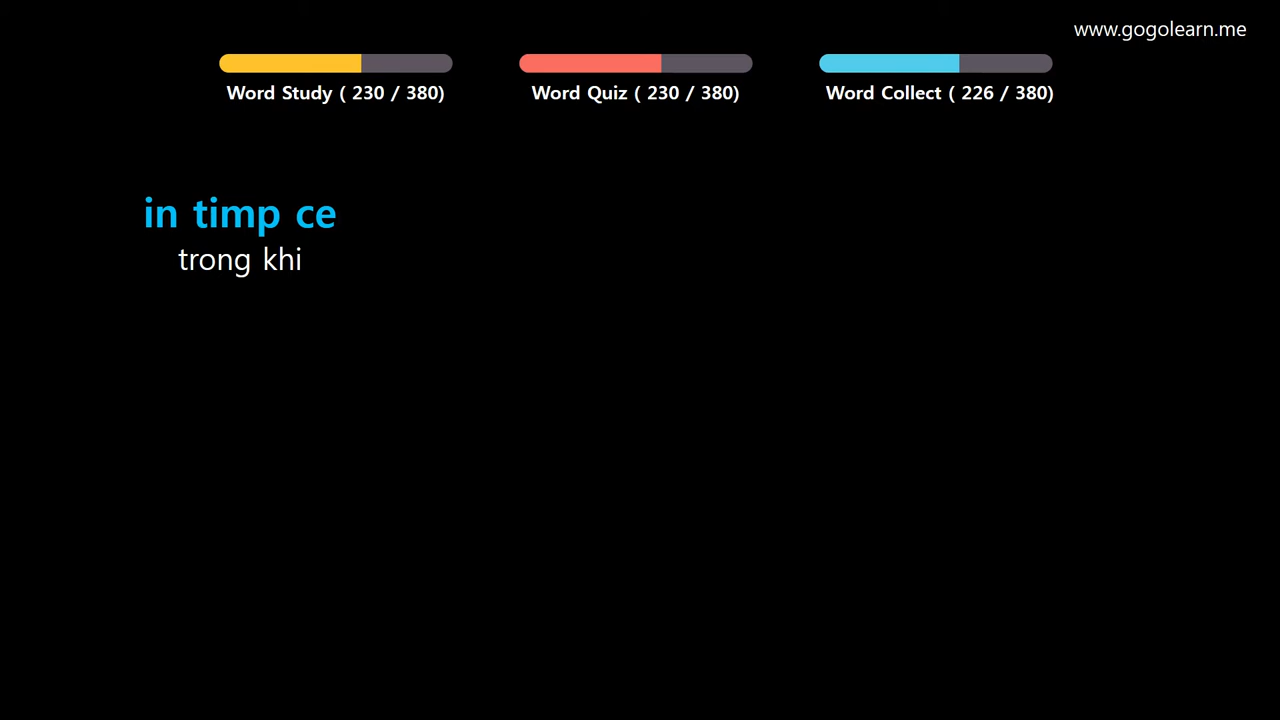 www.gogolearn.me
Word Study ( 230 / 380)
Word Quiz ( 230 / 380)
Word Collect ( 226 / 380)
in timp ce
trong khi